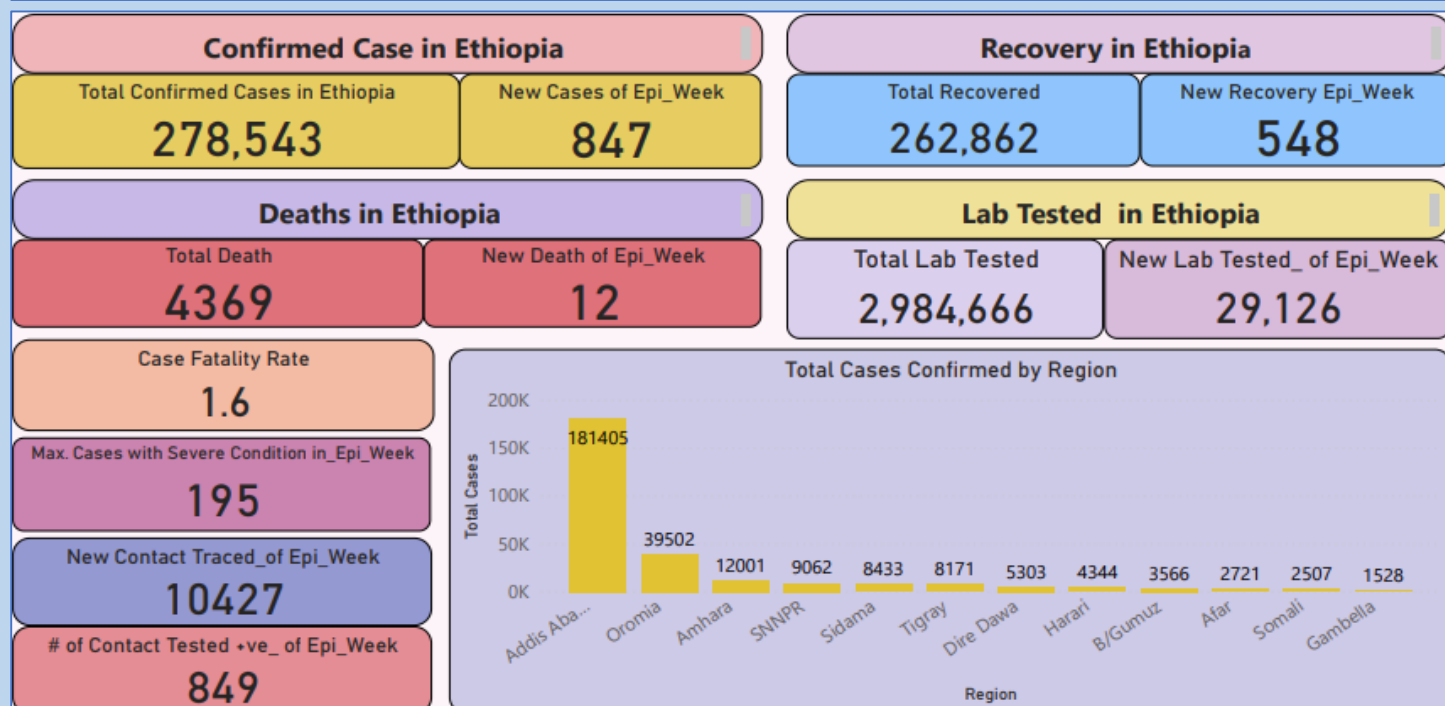 Confirmed Case in Ethiopia
Total Confirmed Cases in Ethiopia
278,543
New Cases of Epi_Week
847
Recovery in Ethiopia
Total Recovered
262,862
New Recovery Epi_Week
548
Deaths in Ethiopia
Total Death
4369
New Death of Epi_Week
12
Lab Tested in Ethiopia
Total Lab Tested
2,984,666
New Lab Tested_ of Epi_Week
29,126
Case Fatality Rate
1.6
Max. Cases with Severe Condition in_Epi_Week
195
New Contact Traced_of Epi_Week
10427
# of Contact Tested +ve_ of Epi_Week
849
Total Cases Confirmed by Region
Total Cases
200K
150K
100K
50K
0K
181405
39502
12001
9062
8433
8171
5303
4344
3566
2721
2507
1528
Addis Aba...
Oromia
Amhara
SNNPR
Sidama
Tigray
Dire Dawa
Harari
B/Gumuz
Afar
Somali
Gambella
Region